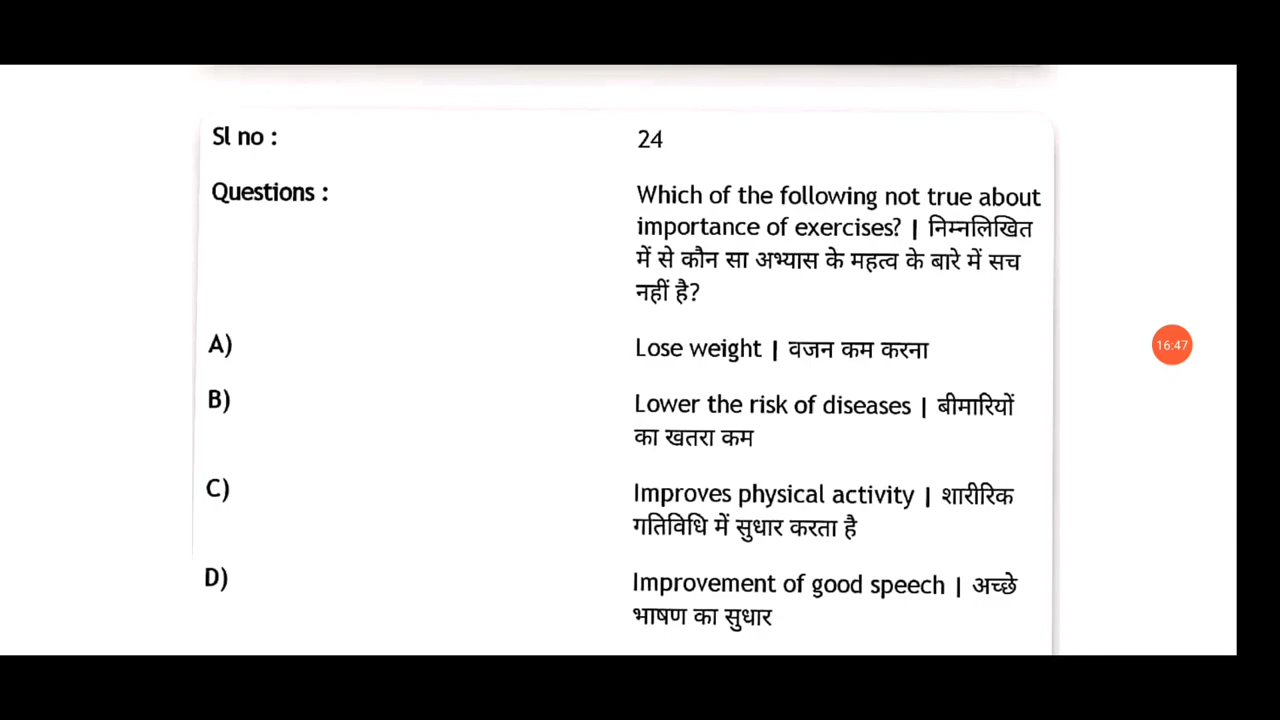 Sl no : 24
Questions : Which of the following not true about
importance of exercises? | निम्नलिखित
में से कौन सा अभ्यास के महत्व के बारे में सच
नहीं है?
A) Lose weight | वजन कम करना
B) Lower the risk of diseases | बीमारियों
का खतरा कम
C) Improves physical activity | शारीरिक
गतिविधि में सुधार करता है
D) Improvement of good speech | अच्छे
भाषण का सुधार
16:47